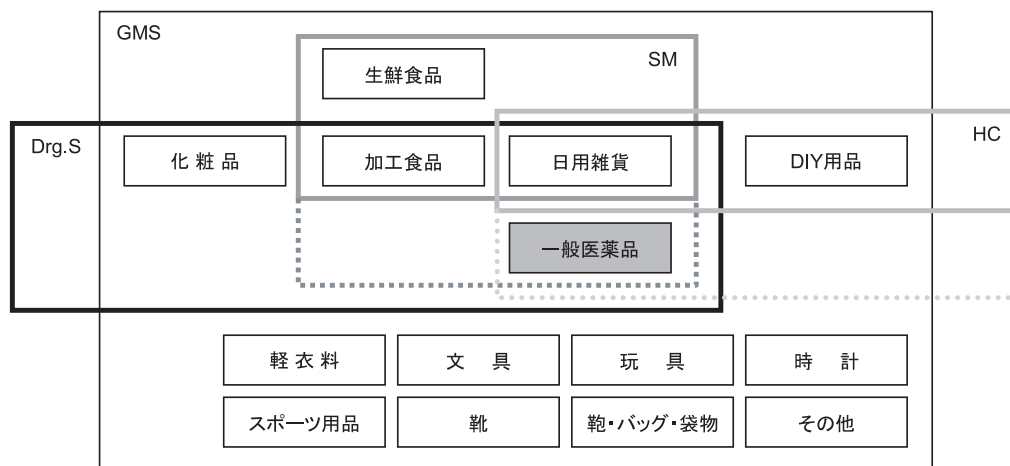 GMS
SM
生鮮食品
Drg.S
化 粧 品
加工食品
日用雑貨
DIY用品
HC
一般医薬品
軽 衣 料
文 具
玩 具
時 計
スポーツ用品
靴
鞄・バッグ・袋物
その他